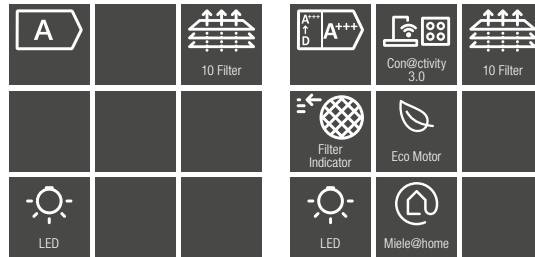 A
10 Filter
LED
A+++
↑
D
A+++
Con@ctivity
3.0
10 Filter
Filter
Indicator
Eco Motor
LED
Miele@home